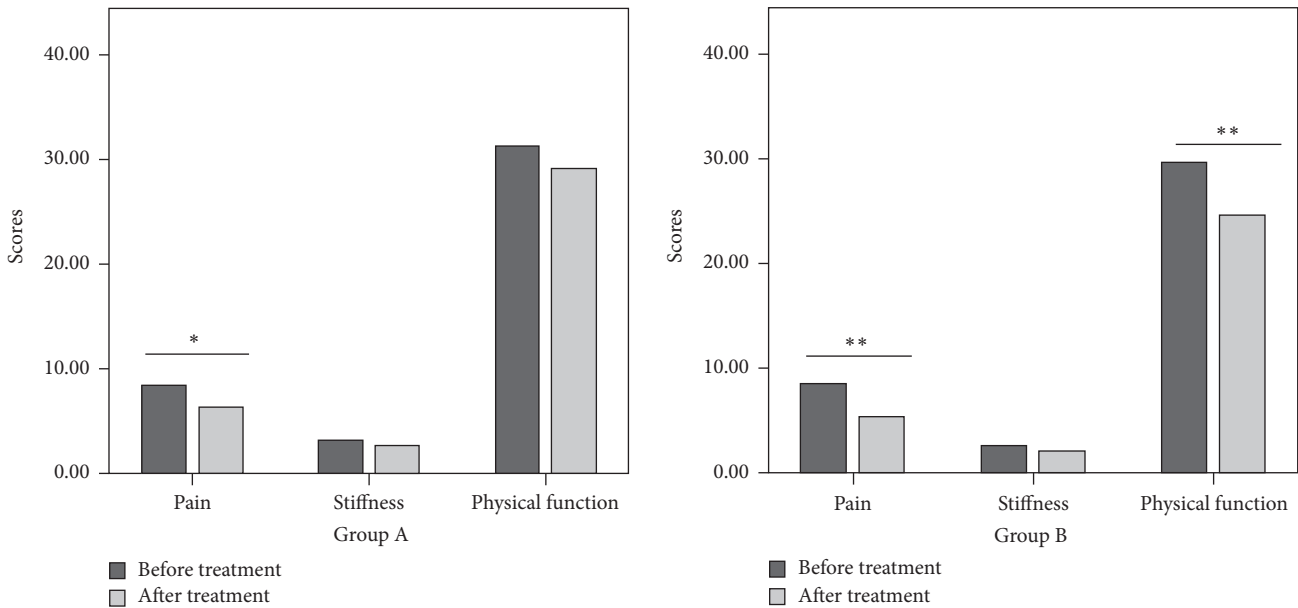 40.00
30.00
20.00
10.00
0.00
Scores
*
Pain
Stiffness
Physical function
Group A
Before treatment
After treatment
40.00
30.00
20.00
10.00
0.00
Scores
**
**
Pain
Stiffness
Physical function
Group B
Before treatment
After treatment